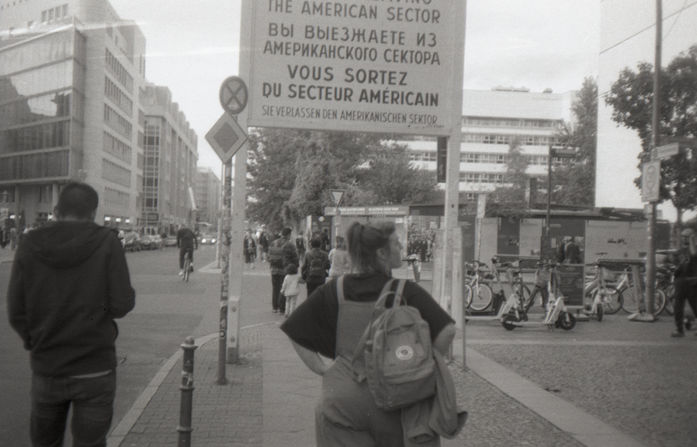 THE AMERICAN SECTOR
ВЫ ВЫЕЗЖАЕТЕ ИЗ
АМЕРИКАНСКОГО СЕКТОРА
VOUS SORTEZ
DU SECTEUR AMÉRICAIN
SIE VERLASSEN DEN AMERIKANISCHEN SEKTOR